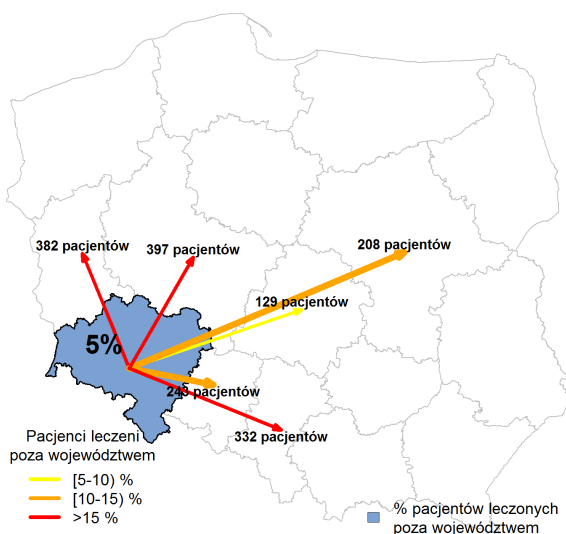 382 pacjentów
397 pacjentów
208 pacjentów
129 pacjentów
5%
243 pacjentów
332 pacjentów
Pacjenci leczeni
poza województwem
[5-10) %
[10-15) %
>15 %
% pacjentów leczonych
poza województwem